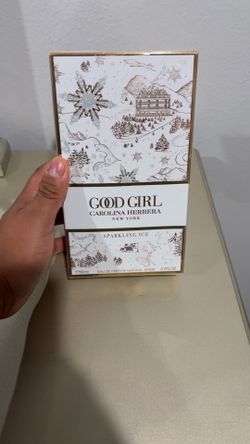 GOOD GIRL
CAROLINA HERRERA
NEW YORK
SPARKLING ICE